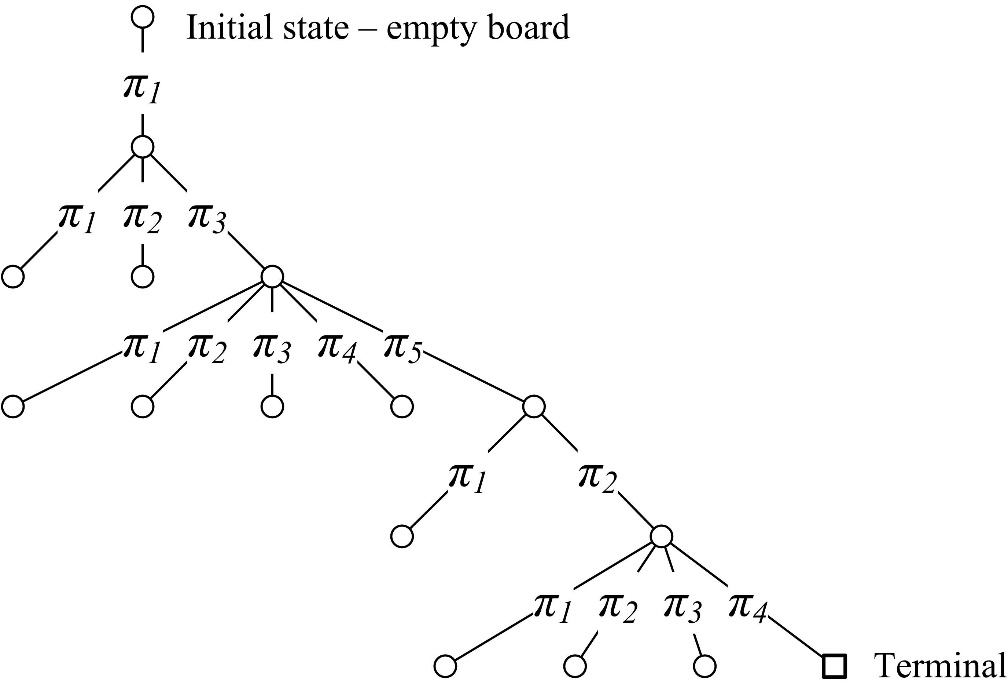 Initial state – empty board
π1
π1 π2 π3
π1 π2 π3 π4 π5
π1 π2
π1 π2 π3 π4
Terminal